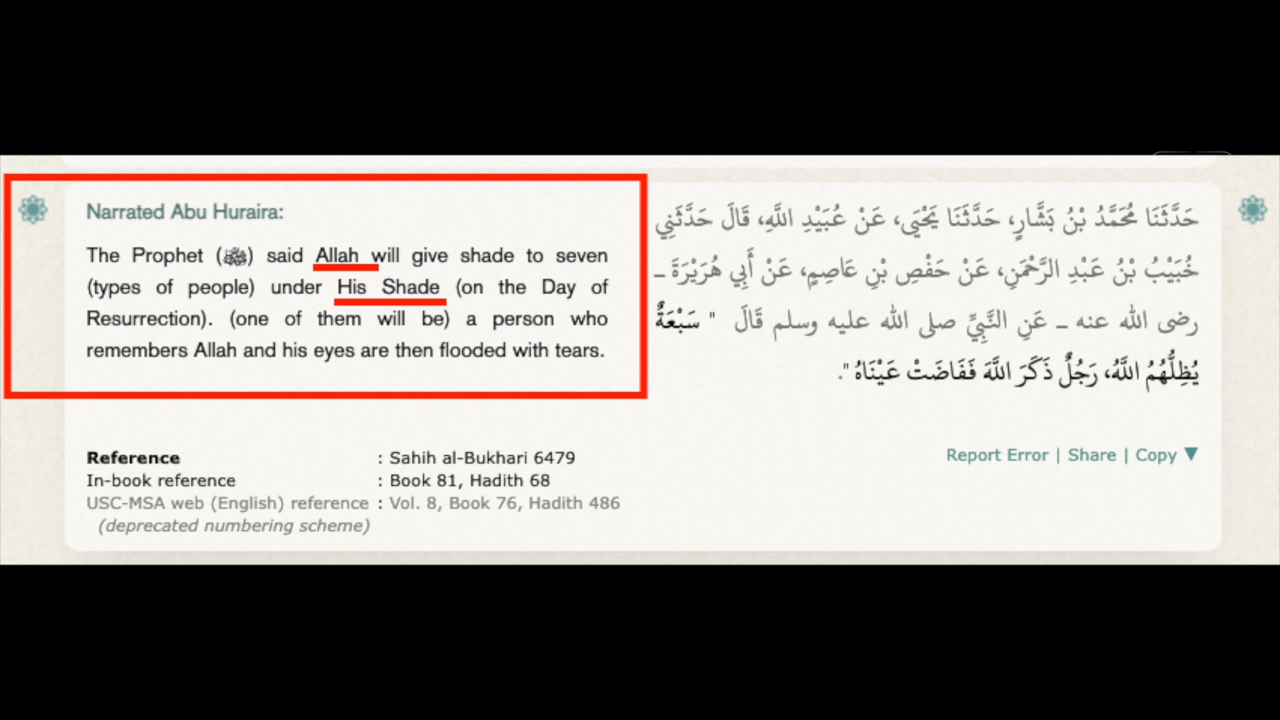 Narrated Abu Huraira:
The Prophet (ﷺ) said Allah will give shade to seven
(types of people) under His Shade (on the Day of
Resurrection). (one of them will be) a person who
remembers Allah and his eyes are then flooded with tears.
حَدَّثَنَا مُحَمَّدُ بْنُ بَشَّارٍ، حَدَّثَنَا يَحْيَى، عَنْ عُبَيْدِ اللَّهِ، قَالَ حَدَّثَنِي
خُبَيْبُ بْنُ عَبْدِ الرَّحْمَنِ، عَنْ حَفْصِ بْنِ عَاصِمٍ، عَنْ أَبِي هُرَيْرَةَ ـ
رضى الله عنه ـ عَنِ النَّبِيِّ صلى الله عليه وسلم قَالَ ‏"‏ سَبْعَةٌ
يُظِلُّهُمُ اللَّهُ، رَجُلٌ ذَكَرَ اللَّهَ فَفَاضَتْ عَيْنَاهُ ‏"‏‏.‏
Reference : Sahih al-Bukhari 6479
In-book reference : Book 81, Hadith 68
USC-MSA web (English) reference : Vol. 8, Book 76, Hadith 486
(deprecated numbering scheme)
Report Error | Share | Copy ▼